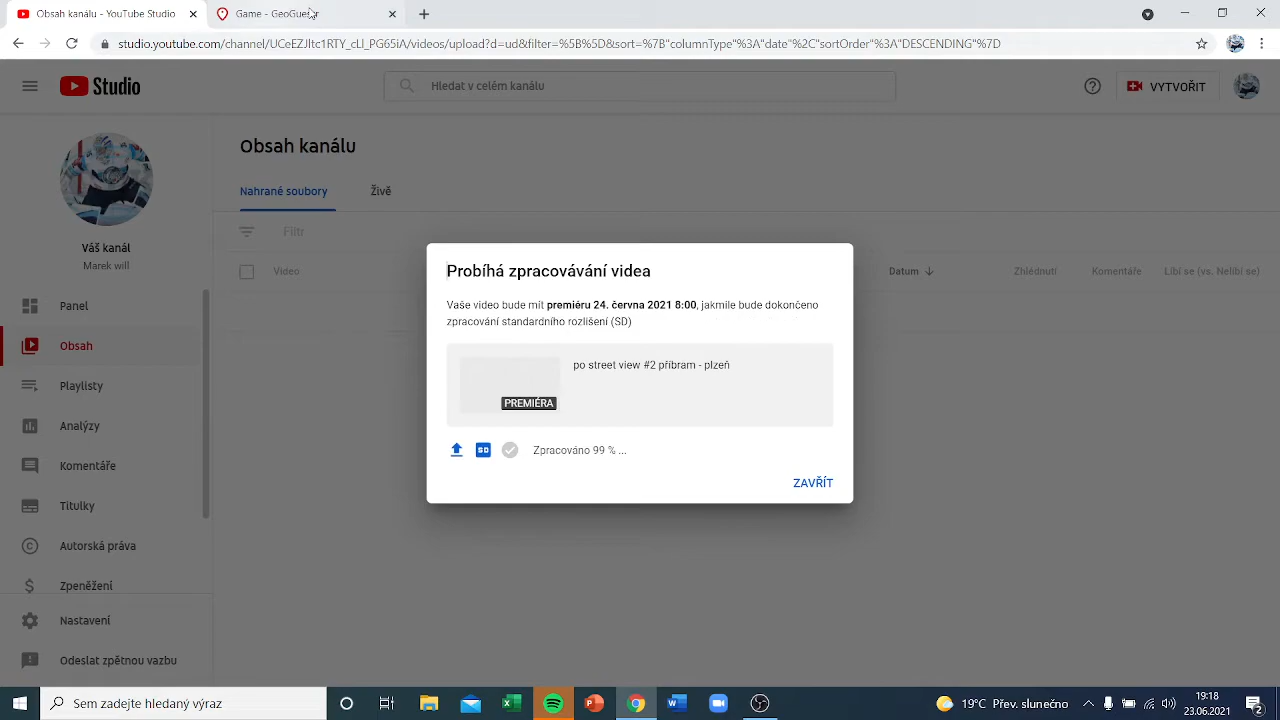 Obsah kanálu - YouTube Studio
Game - GeoGuessr
youtube.com/channel/UCeEZJItc1RTY_clI_PG65iA/videos/upload?d=ud&filter=%5B%5D&sort=%7B"columnType"%3A"date"%2C"sortOrder"%3A"DESCENDING"%7D
Studio
Hledat v celém kanálu
VYTVOŘIT
Obsah kanálu
Nahrané soubory
Živě
Váš kanál
Marek will
Filtr
Video
Datum
Zhlédnutí
Komentáře
Líbí se (vs. Nelíbí se)
Panel
Obsah
Playlisty
Analýzy
Komentáře
Titulky
Autorská práva
Zpeněžení
Nastavení
Odeslat zpětnou vazbu
Probíhá zpracovávání videa
Vaše video bude mít premiéru 24. června 2021 8:00, jakmile bude dokončeno
zpracování standardního rozlišení (SD)
po street view #2 příbram - plzeň
PREMIÉRA
SD
Zpracováno 99 % ...
ZAVŘÍT
Sem zadejte hledaný výraz
19°C Přev. slunečno
19:18
23.06.2021
2